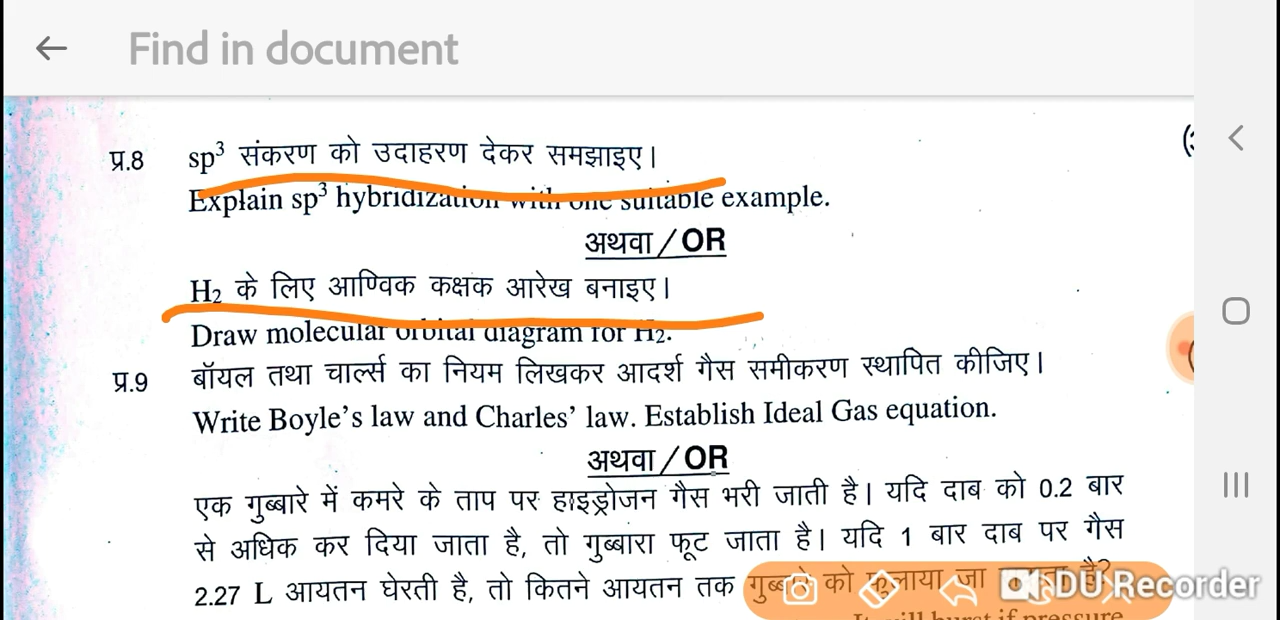 Find in document
प्र.8 sp³ संकरण को उदाहरण देकर समझाइए।
Explain sp³ hybridization with one suitable example.
अथवा / OR
H₂ के लिए आण्विक कक्षक आरेख बनाइए।
Draw molecular orbital diagram for H₂.
प्र.9 बॉयल तथा चार्ल्स का नियम लिखकर आदर्श गैस समीकरण स्थापित कीजिए।
Write Boyle's law and Charles' law. Establish Ideal Gas equation.
अथवा / OR
एक गुब्बारे में कमरे के ताप पर हाइड्रोजन गैस भरी जाती है। यदि दाब को 0.2 बार
से अधिक कर दिया जाता है, तो गुब्बारा फूट जाता है। यदि 1 बार दाब पर गैस
2.27 L आयतन घेरती है, तो कितने आयतन तक गुब्बारे को फुलाया जा है?
DU Recorder
will burst if pressure